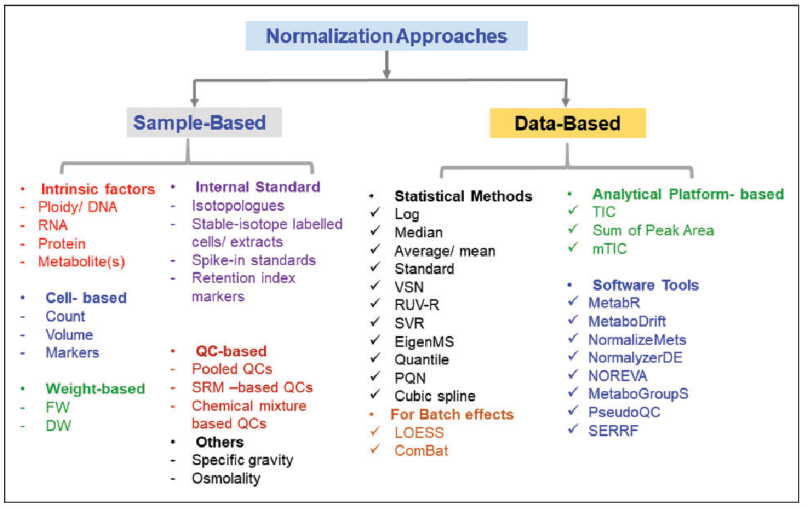 Normalization Approaches
Sample-Based
• Intrinsic factors
- Ploidy/ DNA
- RNA
- Protein
- Metabolite(s)
• Cell- based
- Count
- Volume
- Markers
• Weight-based
- FW
- DW
• Internal Standard
- Isotopologues
- Stable-isotope labelled
cells/ extracts
- Spike-in standards
- Retention index
markers
• QC-based
- Pooled QCs
- SRM –based QCs
- Chemical mixture
based QCs
• Others
- Specific gravity
- Osmolality
Data-Based
• Statistical Methods
✓ Log
✓ Median
✓ Average/ mean
✓ Standard
✓ VSN
✓ RUV-R
✓ SVR
✓ EigenMS
✓ Quantile
✓ PQN
✓ Cubic spline
• For Batch effects
✓ LOESS
✓ ComBat
• Analytical Platform- based
✓ TIC
✓ Sum of Peak Area
✓ mTIC
• Software Tools
✓ MetabR
✓ MetaboDrift
✓ NormalizeMets
✓ NormalyzerDE
✓ NOREVA
✓ MetaboGroupS
✓ PseudoQC
✓ SERRF